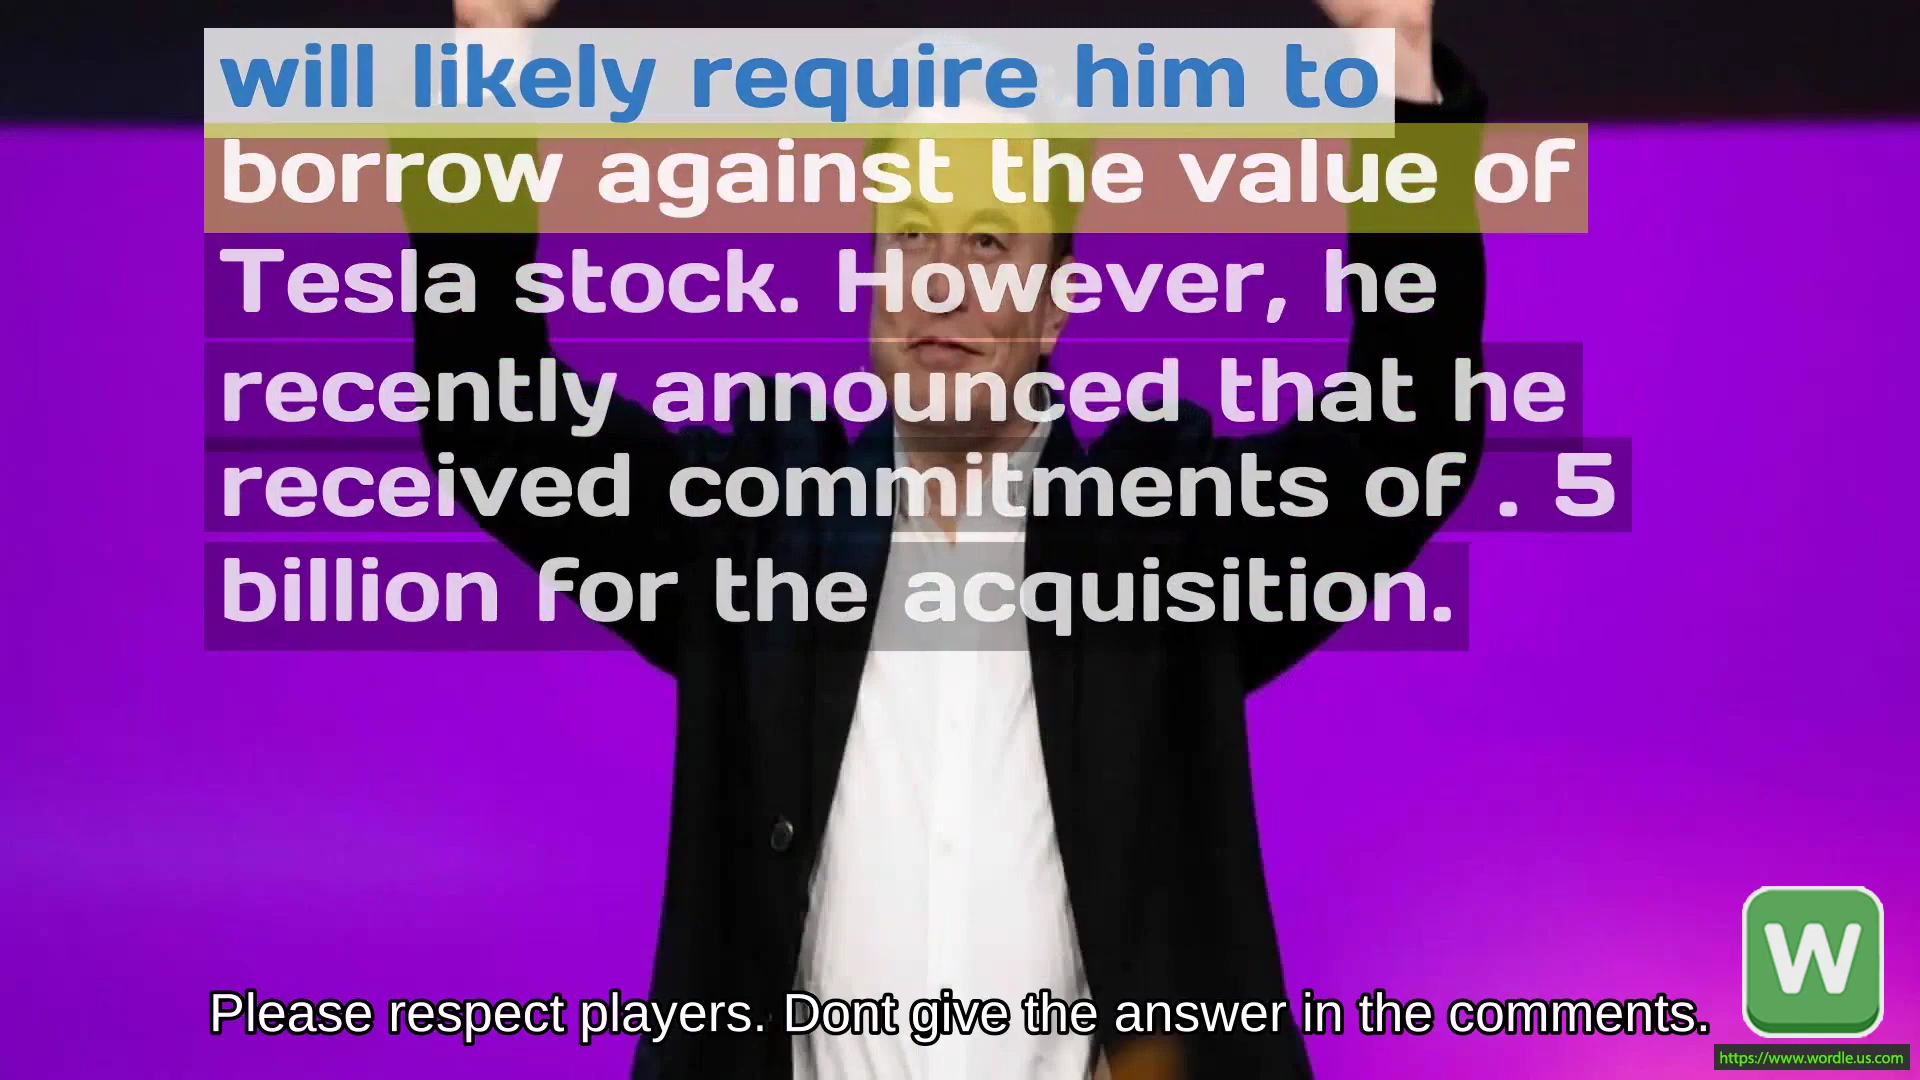 will likely require him to
borrow against the value of
Tesla stock. However, he
recently announced that he
received commitments of . 5
billion for the acquisition.
W
Please respect players. Dont give the answer in the comments.
https://www.wordle.us.com